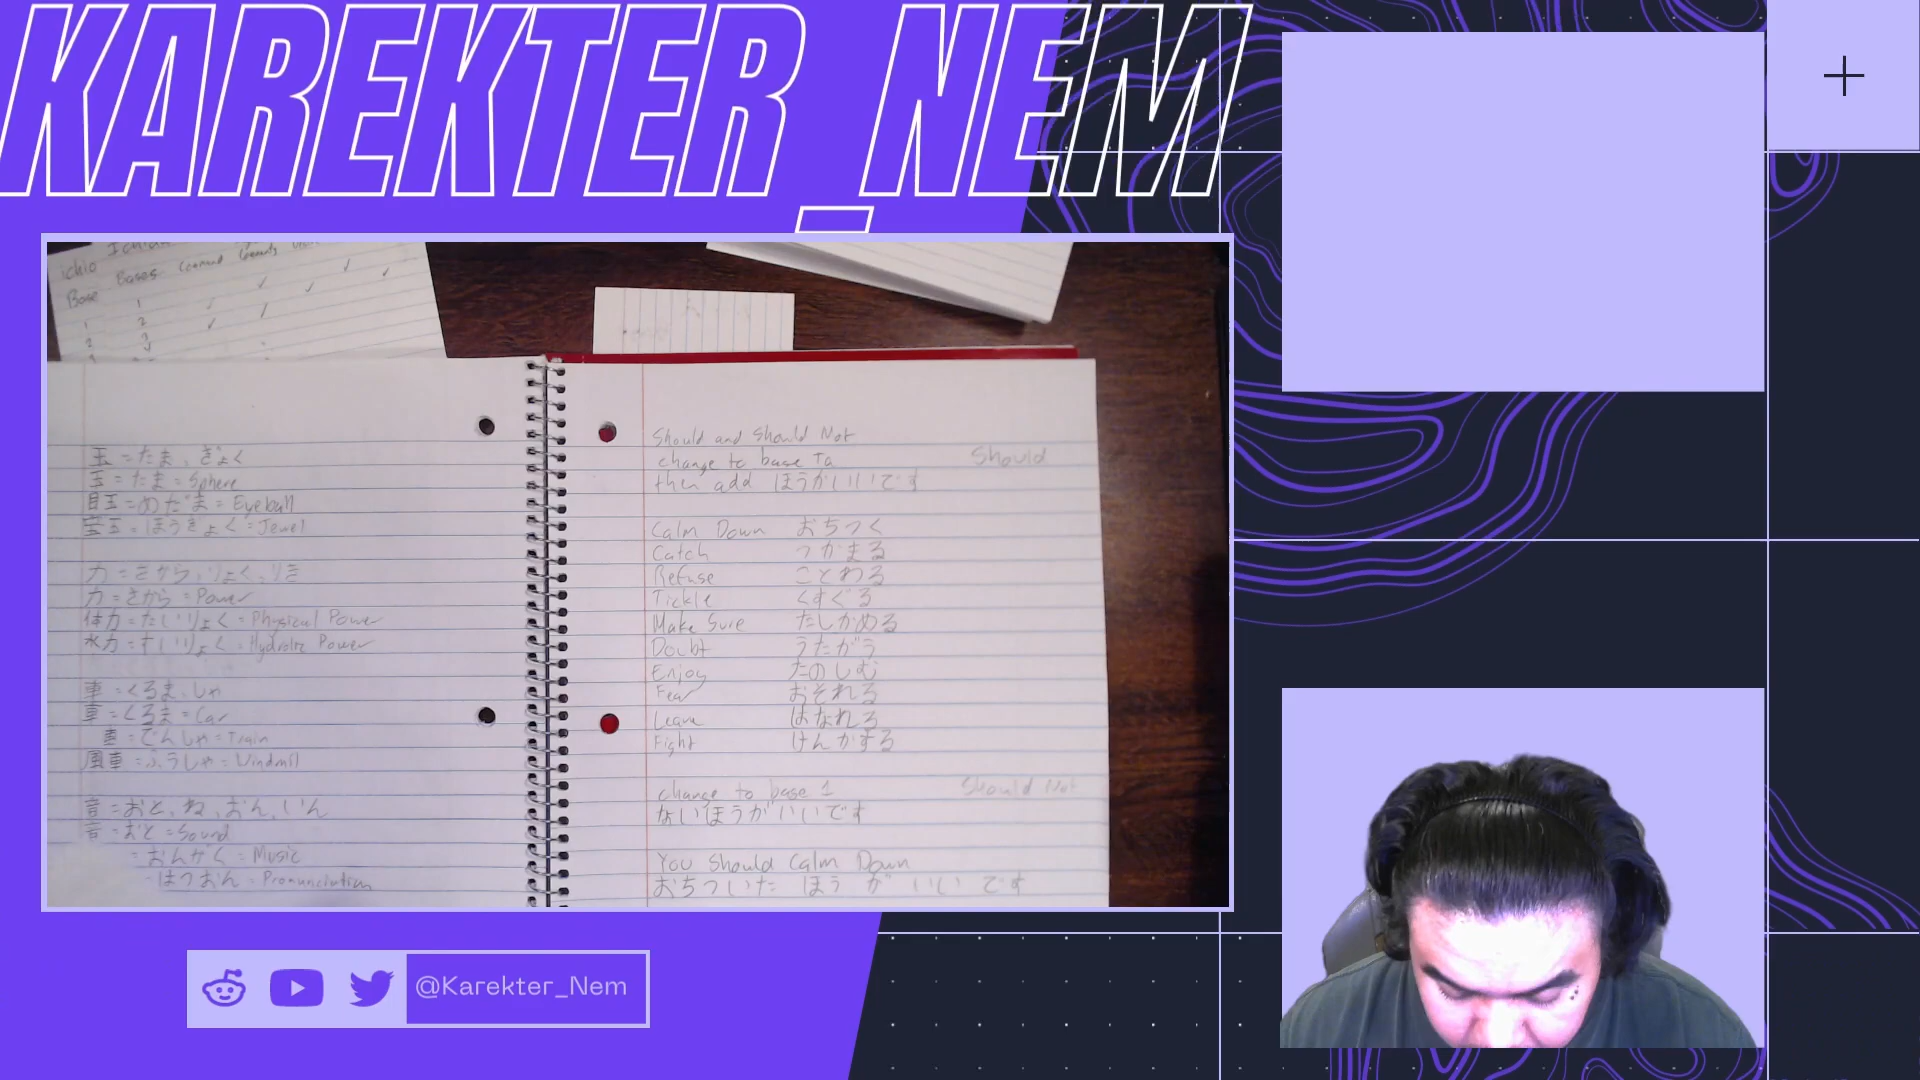 KAREKTER_NEM
ichio
Base Bases
1 1
2 2
Should and Should Not
change to base Ta Should
then add ほうがいいです
Calm Down おちつく
Catch つかまる
Refuse ことわる
Tickle くすぐる
Make Sure たしかめる
Doubt うたがう
Enjoy たのしむ
Fear おそれる
Leave はなれる
Fight けんかする
change to base 1 Should Not
ないほうがいいです
You Should Calm Down
おちついた ほう が いい です
玉 = たま、ぎょく
玉 = たま = Sphere
目玉 = めだま = Eyeball
宝玉 = ほうぎょく = Jewel
力 = さから、りょく、りき
力 = さから = Power
体力 = たいりょく = Physical Power
水力 = すいりょく = Hydrolic Power
車 = くるま、しゃ
車 = くるま = Car
車 = でんしゃ = Train
風車 = ふうしゃ = Windmill
音 = おと、ね、おん、いん
音 = おと = Sound
= おんがく = Music
はつおん = Pronunciation
@Karekter_Nem